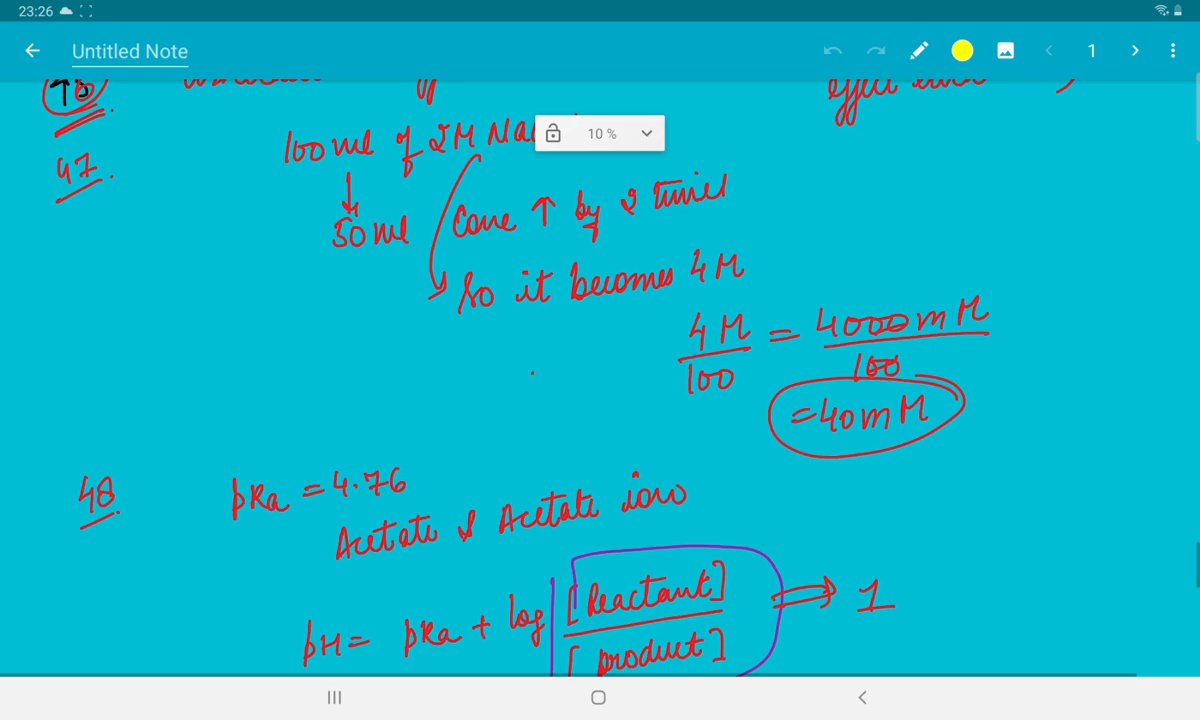 23:26
Untitled Note
1
10 %
47.
100 ml of 2M Na
50 ml
Conc ↑ by 2 times
So it becomes 4 M
4 M = 4000 m M
100 100
= 40 m M
48.
pKa = 4.76
Acetate & Acetate ion
pH = pKa + log [Reactant] ⇒ 1
[product]